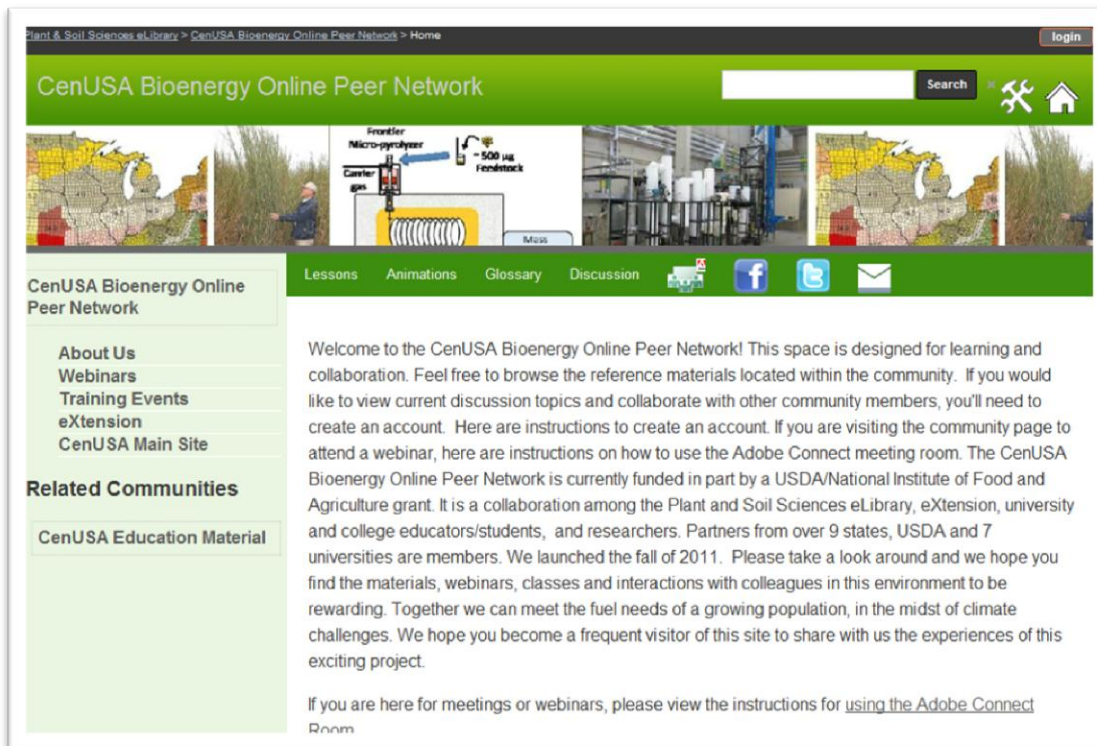 Plant & Soil Sciences eLibrary > CenUSA Bioenergy Online Peer Network > Home
login
CenUSA Bioenergy Online Peer Network
Search
Frontier
Micro-pyrolyzer
Carrier
gas
~ 500 µg
Feedstock
Mass
CenUSA Bioenergy Online
Peer Network
About Us
Webinars
Training Events
eXtension
CenUSA Main Site
Related Communities
CenUSA Education Material
Lessons Animations Glossary Discussion
Welcome to the CenUSA Bioenergy Online Peer Network! This space is designed for learning and
collaboration. Feel free to browse the reference materials located within the community. If you would
like to view current discussion topics and collaborate with other community members, you'll need to
create an account. Here are instructions to create an account. If you are visiting the community page to
attend a webinar, here are instructions on how to use the Adobe Connect meeting room. The CenUSA
Bioenergy Online Peer Network is currently funded in part by a USDA/National Institute of Food and
Agriculture grant. It is a collaboration among the Plant and Soil Sciences eLibrary, eXtension, university
and college educators/students, and researchers. Partners from over 9 states, USDA and 7
universities are members. We launched the fall of 2011. Please take a look around and we hope you
find the materials, webinars, classes and interactions with colleagues in this environment to be
rewarding. Together we can meet the fuel needs of a growing population, in the midst of climate
challenges. We hope you become a frequent visitor of this site to share with us the experiences of this
exciting project.
If you are here for meetings or webinars, please view the instructions for using the Adobe Connect
Room